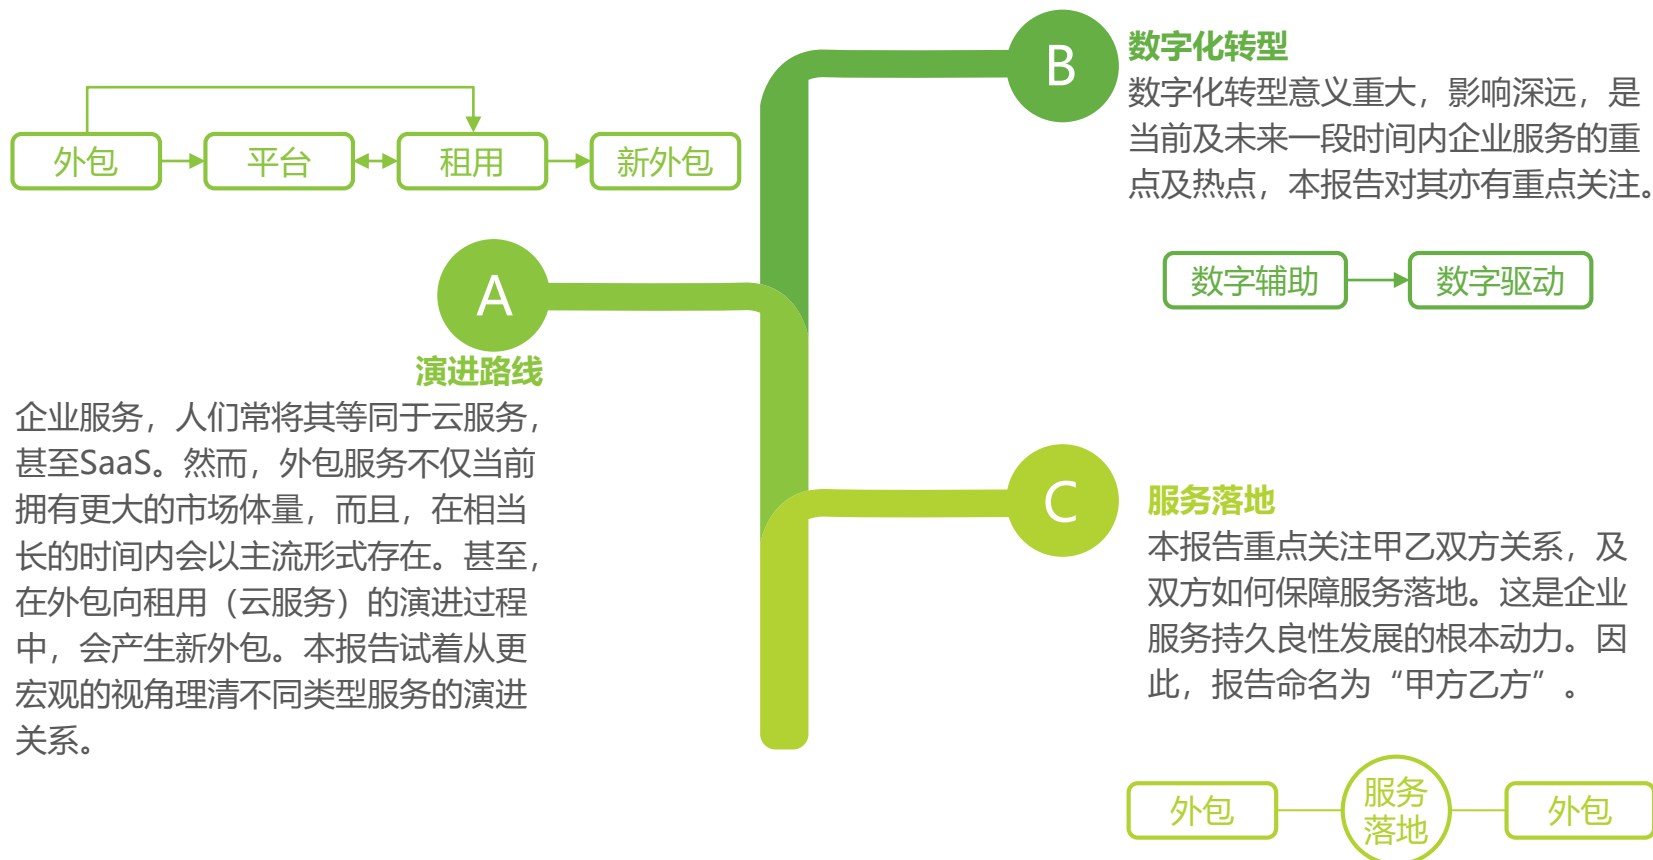 外包
平台
租用
新外包
A
演进路线
企业服务，人们常将其等同于云服务，
甚至SaaS。然而，外包服务不仅当前
拥有更大的市场体量，而且，在相当
长的时间内会以主流形式存在。甚至，
在外包向租用（云服务）的演进过程
中，会产生新外包。本报告试着从更
宏观的视角理清不同类型服务的演进
关系。
B
数字化转型
数字化转型意义重大，影响深远，是
当前及未来一段时间内企业服务的重
点及热点，本报告对其亦有重点关注。
数字辅助
数字驱动
C
服务落地
本报告重点关注甲乙双方关系，及
双方如何保障服务落地。这是企业
服务持久良性发展的根本动力。因
此，报告命名为“甲方乙方”。
外包
服务
落地
外包